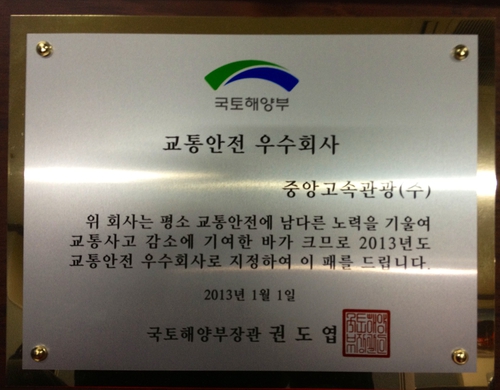 국토해양부
교통안전 우수회사
중앙고속관광(수)
위 회사는 평소 교통안전에 남다른 노력을 기울여
교통사고 감소에 기여한 바가 크므로 2013년도
교통안전 우수회사로 지정하여 이 패를 드립니다.
2013년 1월 1일
국토해양부장관 권도엽